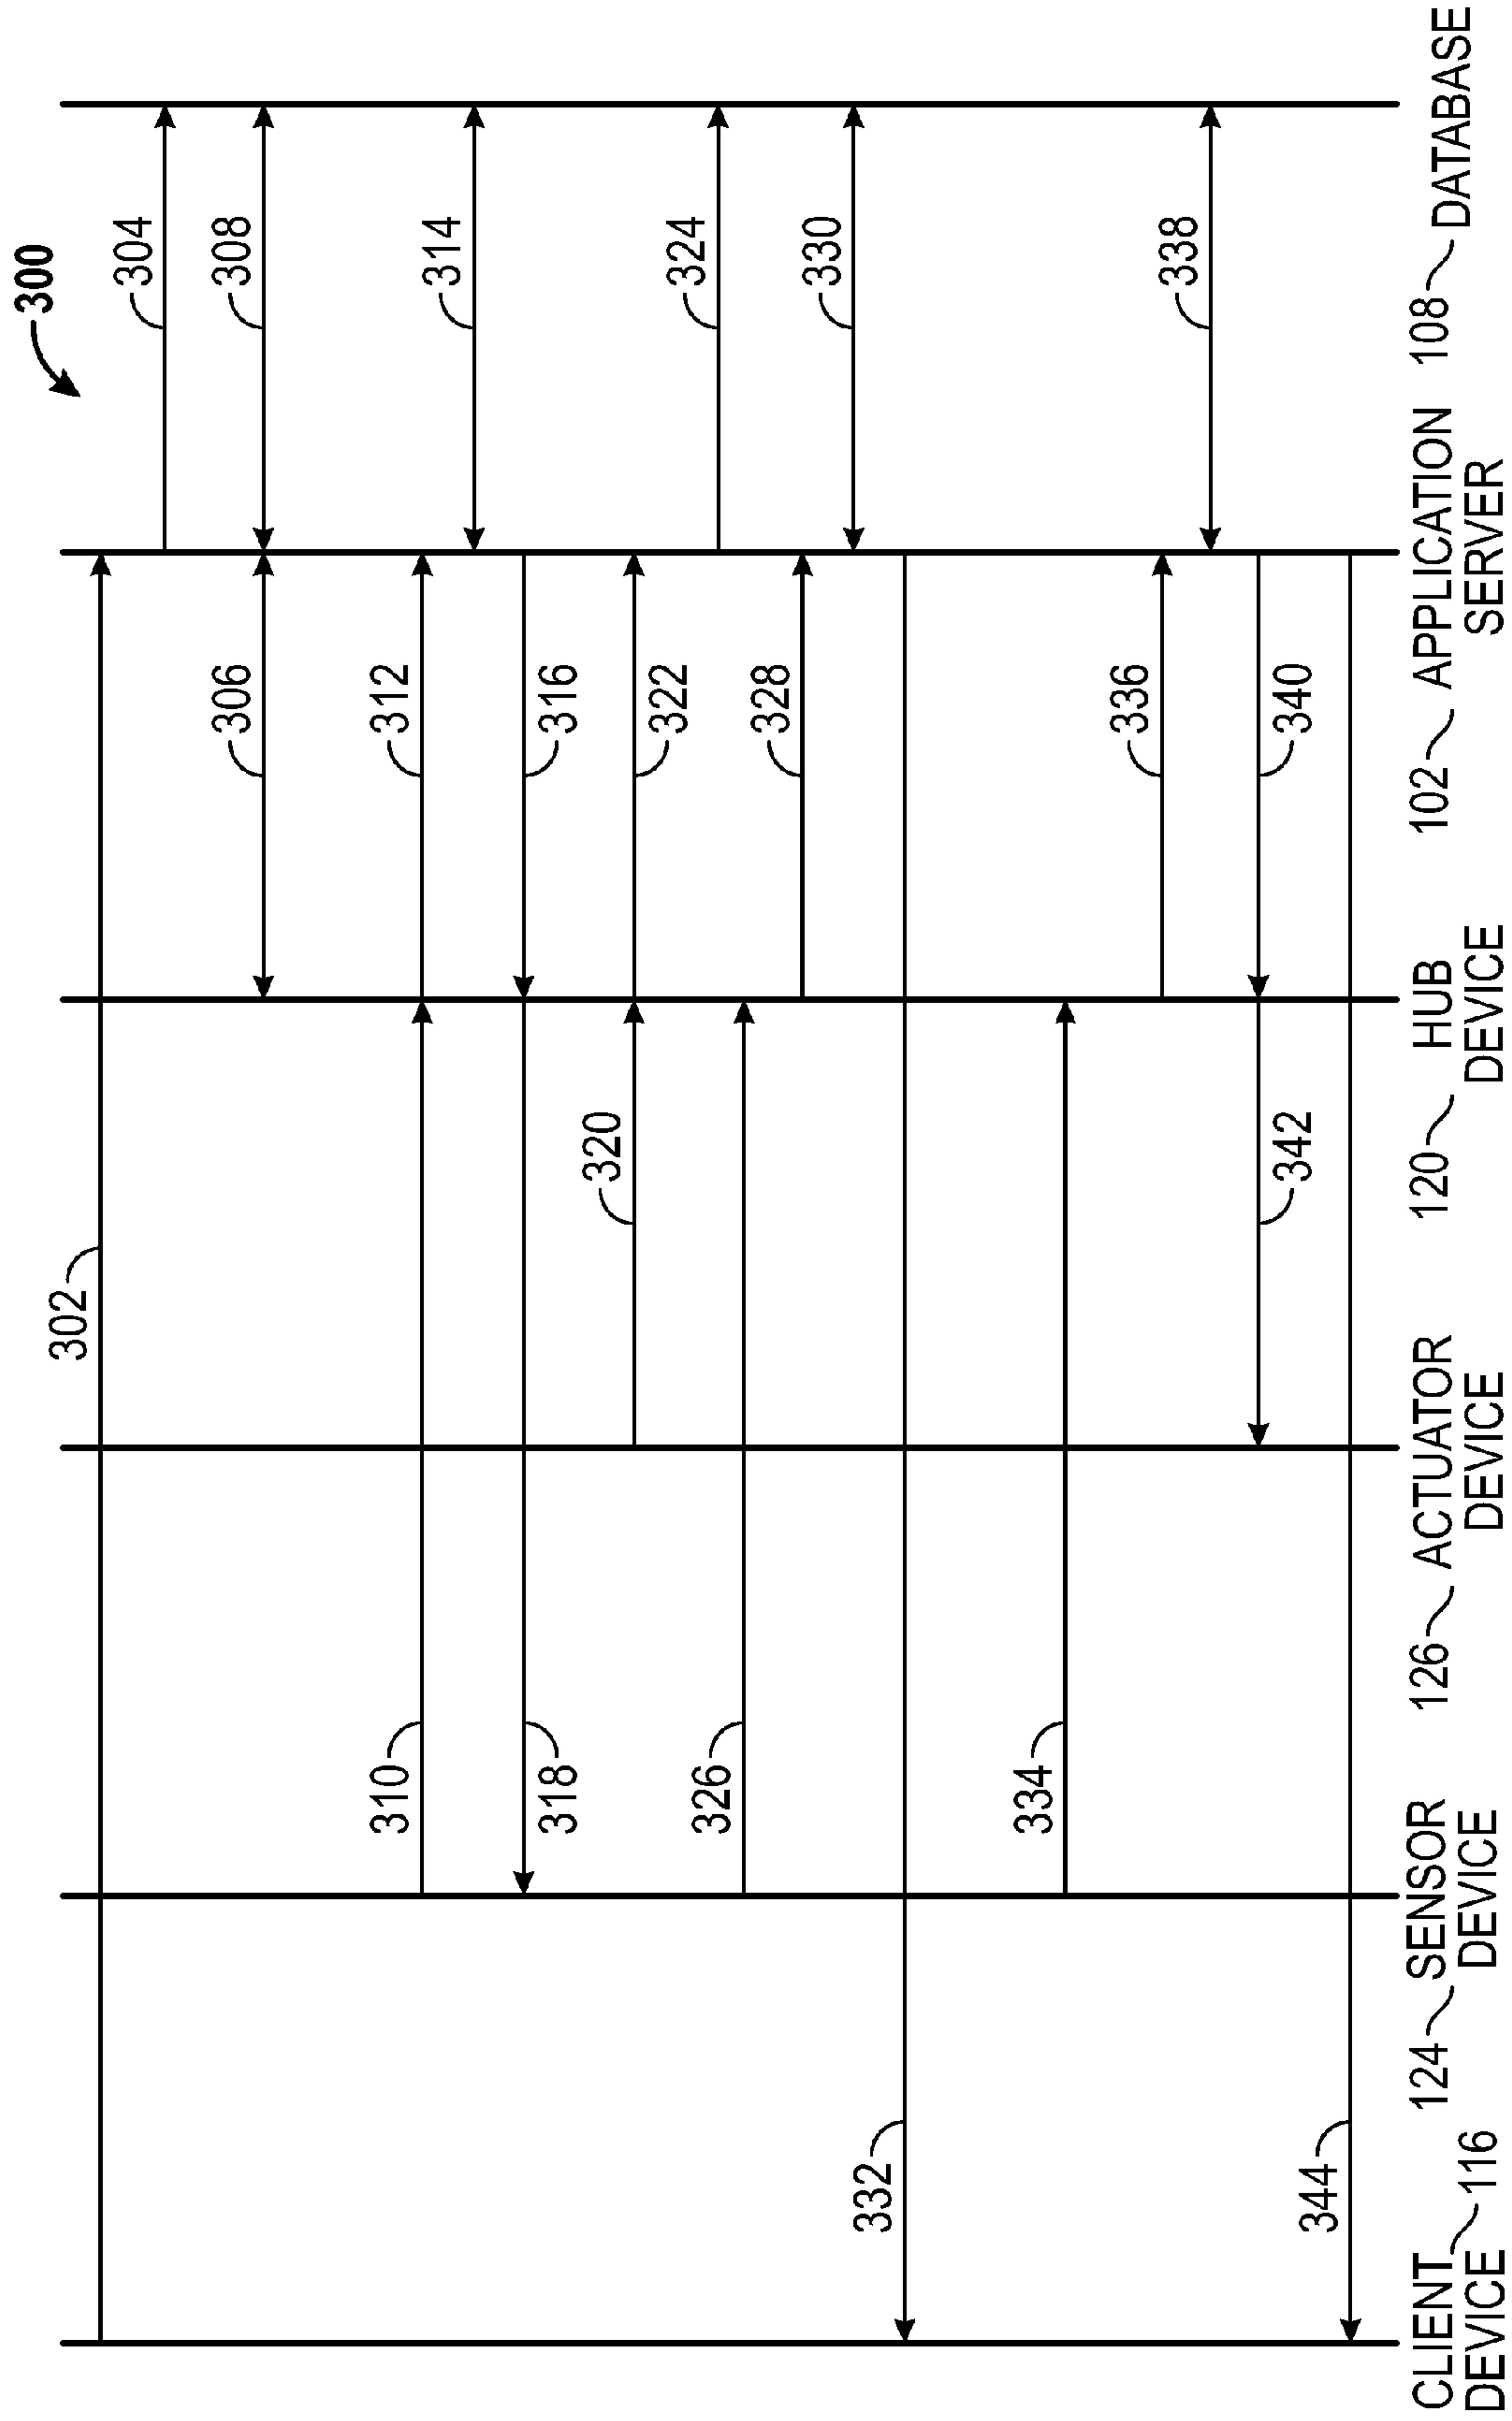 300
302
304
306
308
310
312
314
316
318
320
322
324
326
328
330
332
334
336
338
340
342
344
CLIENT
DEVICE 116
124 SENSOR
DEVICE
126 ACTUATOR
DEVICE
120 HUB
DEVICE
102 APPLICATION
SERVER
108 DATABASE